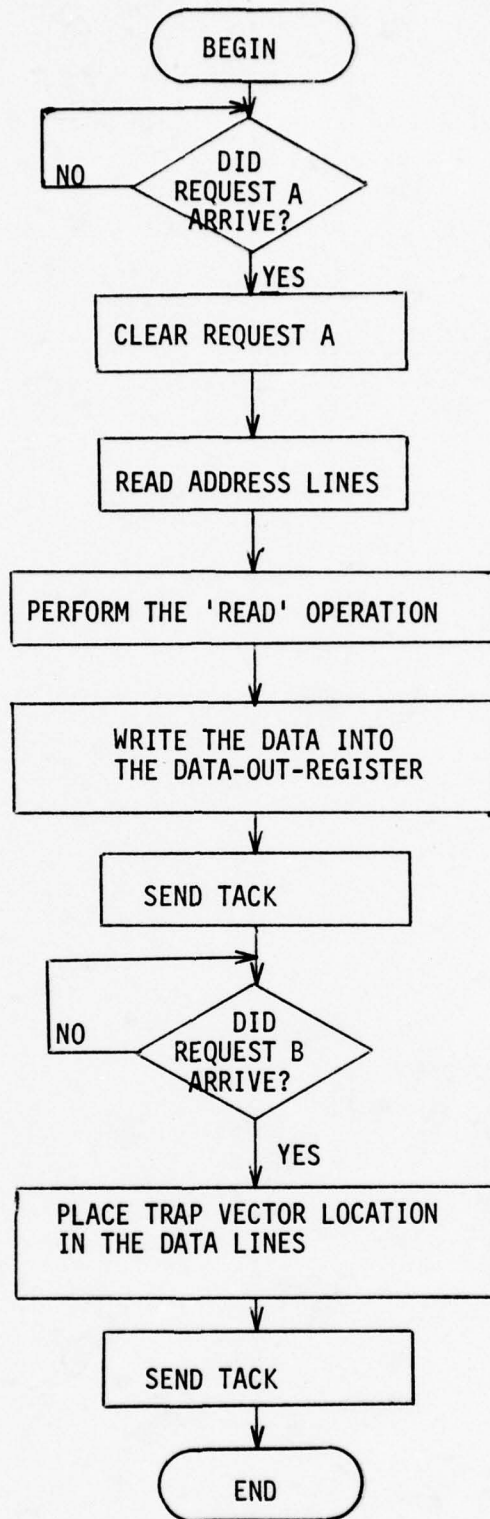 BEGIN
DID
REQUEST A
ARRIVE?
NO
YES
CLEAR REQUEST A
READ ADDRESS LINES
PERFORM THE 'READ' OPERATION
WRITE THE DATA INTO
THE DATA-OUT-REGISTER
SEND TACK
DID
REQUEST B
ARRIVE?
NO
YES
PLACE TRAP VECTOR LOCATION
IN THE DATA LINES
SEND TACK
END